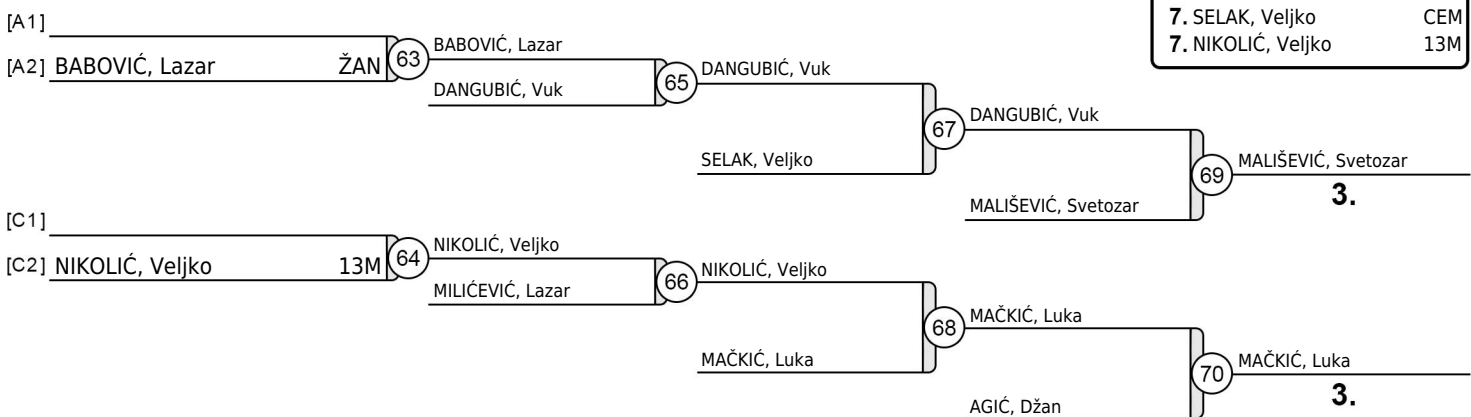 7. SELAK, Veljko CEM
7. NIKOLIĆ, Veljko 13M
[A1]
[A2] BABOVIĆ, Lazar ŽAN
63
BABOVIĆ, Lazar
DANGUBIĆ, Vuk
65
DANGUBIĆ, Vuk
SELAK, Veljko
67
DANGUBIĆ, Vuk
MALIŠEVIĆ, Svetozar
69
MALIŠEVIĆ, Svetozar
3.
[C1]
[C2] NIKOLIĆ, Veljko 13M
64
NIKOLIĆ, Veljko
MILIĆEVIĆ, Lazar
66
NIKOLIĆ, Veljko
MAČKIĆ, Luka
68
MAČKIĆ, Luka
AGIĆ, Džan
70
MAČKIĆ, Luka
3.